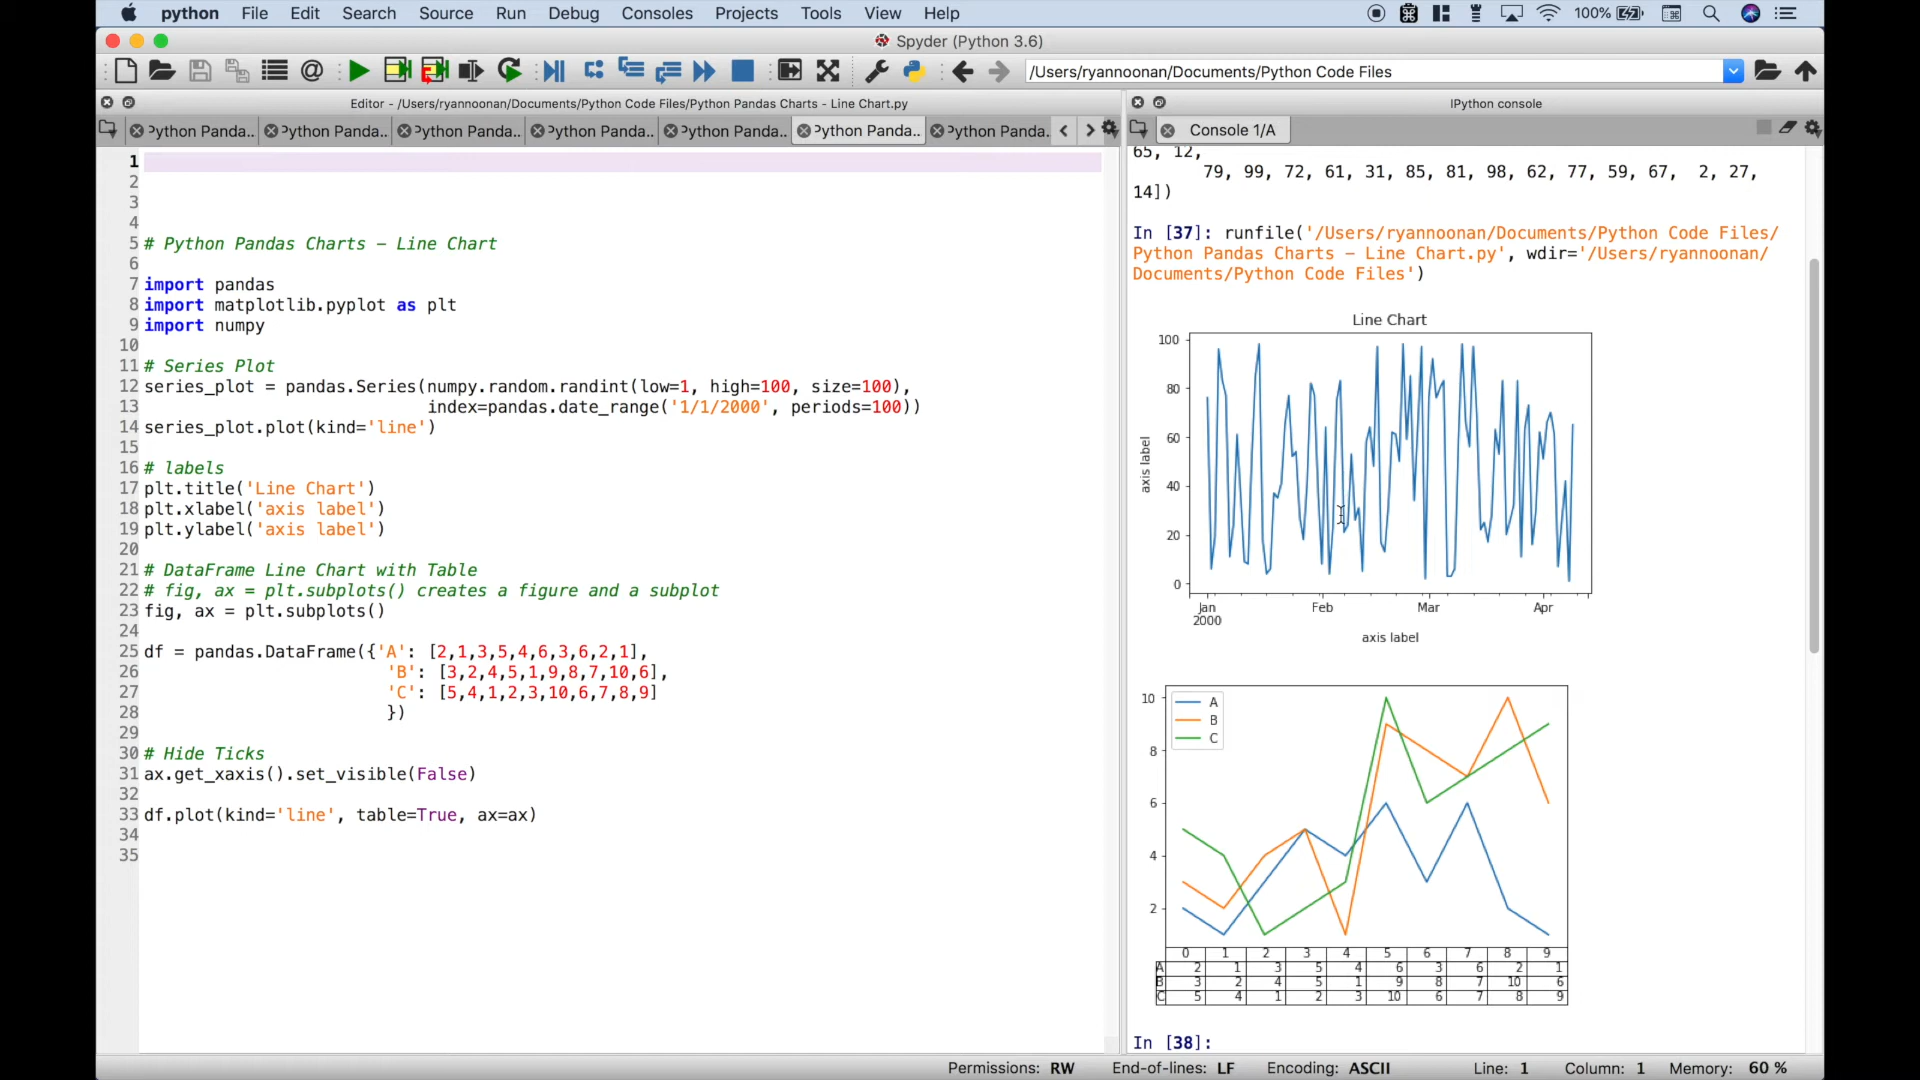 python File Edit Search Source Run Debug Consoles Projects Tools View Help 100%
Spyder (Python 3.6)
/Users/ryannoonan/Documents/Python Code Files
Editor - /Users/ryannoonan/Documents/Python Code Files/Python Pandas Charts - Line Chart.py
IPython console
Python Panda.. Python Panda.. Python Panda.. Python Panda.. Python Panda.. Python Panda.. Python Panda.
Console 1/A
1
2
3
4
5 # Python Pandas Charts – Line Chart
6
7 import pandas
8 import matplotlib.pyplot as plt
9 import numpy
10
11 # Series Plot
12 series_plot = pandas.Series(numpy.random.randint(low=1, high=100, size=100),
13 index=pandas.date_range('1/1/2000', periods=100))
14 series_plot.plot(kind='line')
15
16 # labels
17 plt.title('Line Chart')
18 plt.xlabel('axis label')
19 plt.ylabel('axis label')
20
21 # DataFrame Line Chart with Table
22 # fig, ax = plt.subplots() creates a figure and a subplot
23 fig, ax = plt.subplots()
24
25 df = pandas.DataFrame({'A': [2,1,3,5,4,6,3,6,2,1],
26 'B': [3,2,4,5,1,9,8,7,10,6],
27 'C': [5,4,1,2,3,10,6,7,8,9]
28 })
29
30 # Hide Ticks
31 ax.get_xaxis().set_visible(False)
32
33 df.plot(kind='line', table=True, ax=ax)
34
35
65, 12,
79, 99, 72, 61, 31, 85, 81, 98, 62, 77, 59, 67, 2, 27,
14])
In [37]: runfile('/Users/ryannoonan/Documents/Python Code Files/
Python Pandas Charts – Line Chart.py', wdir='/Users/ryannoonan/
Documents/Python Code Files')
Line Chart
100
80
60
40
20
0
axis label
Jan Feb Mar Apr
2000
axis label
10
8
6
4
2
A
B
C
0 1 2 3 4 5 6 7 8 9
A 2 1 3 5 4 6 3 6 2 1
B 3 2 4 5 1 9 8 7 10 6
C 5 4 1 2 3 10 6 7 8 9
In [38]:
Permissions: RW End-of-lines: LF Encoding: ASCII Line: 1 Column: 1 Memory: 60 %